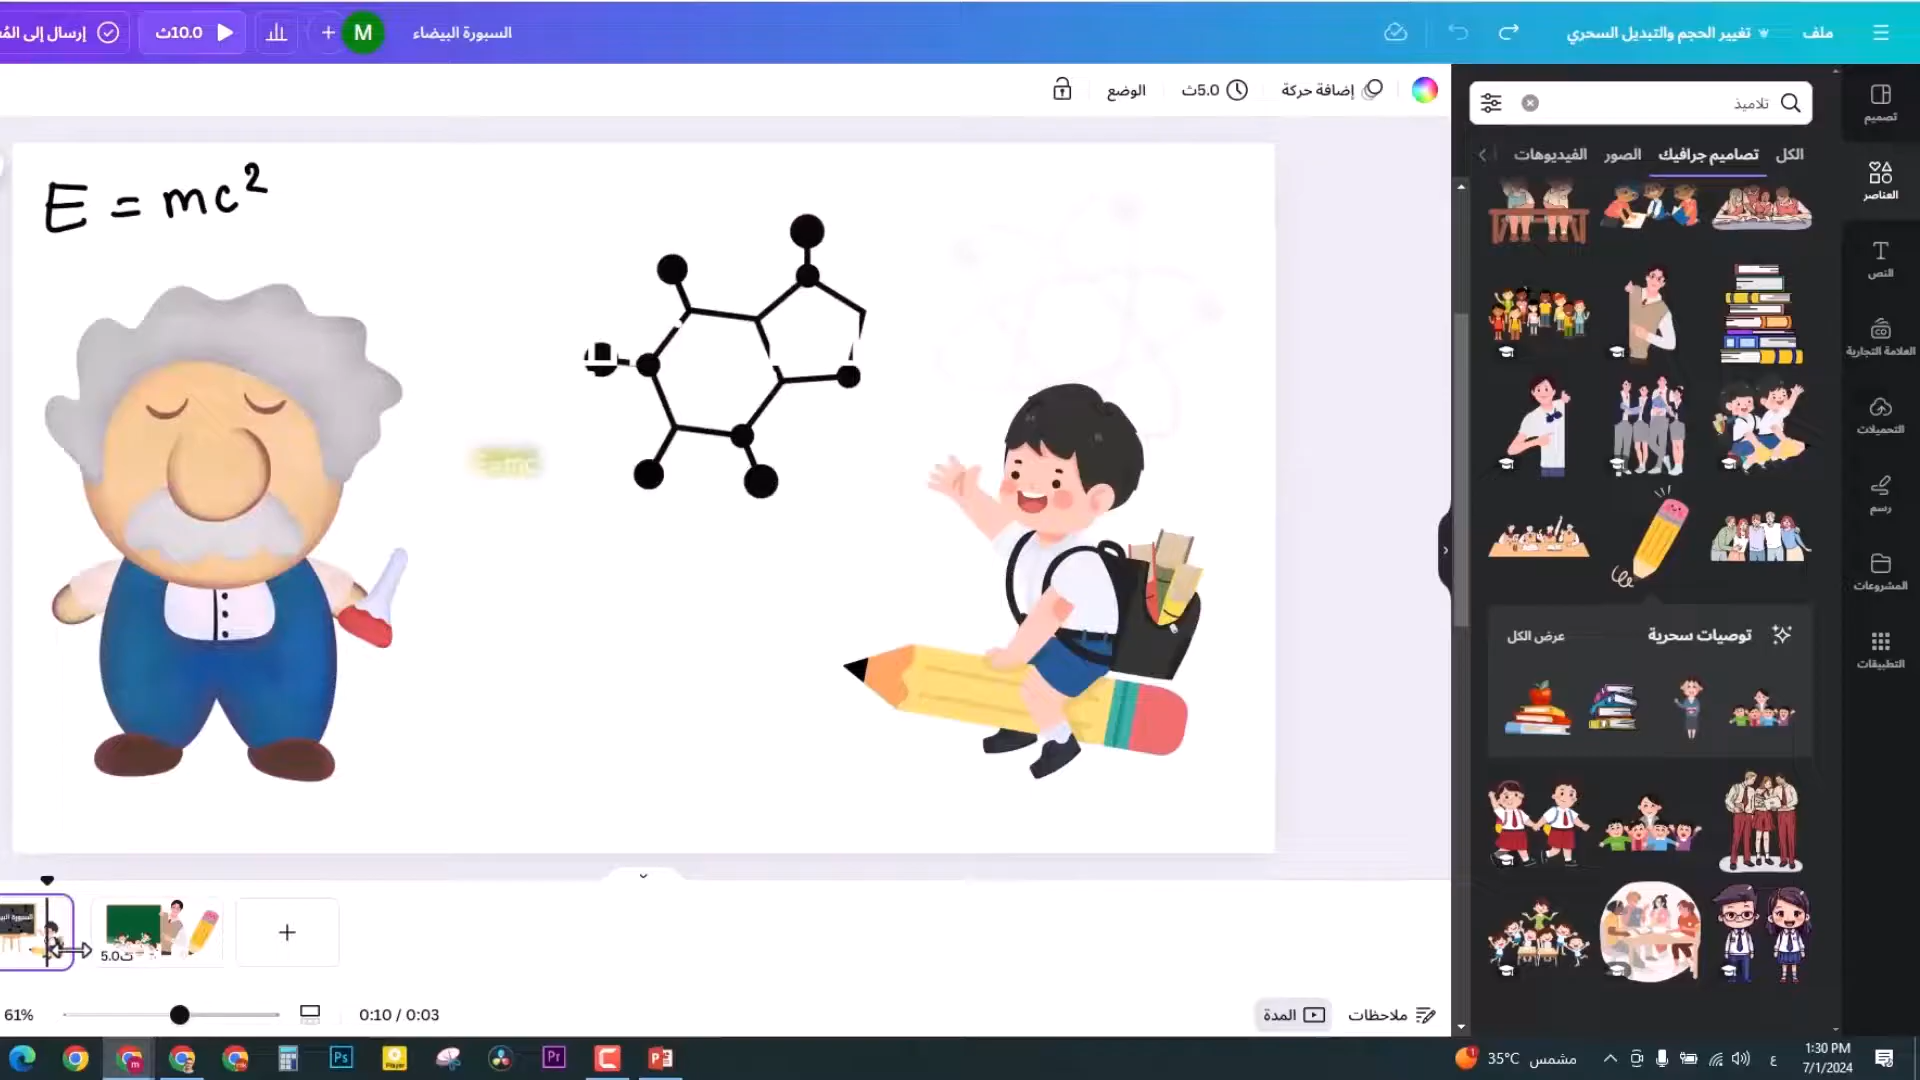 ملف
تغيير الحجم والتبديل السحري
السبورة البيضاء
M
10.0ث
إرسال إلى
إضافة حركة
5.0ث
الوضع
تلاميذ
الكل
تصاميم جرافيك
الصور
الفيديوهات
تصميم
العناصر
النص
العلامة التجارية
التحميلات
رسم
المشروعات
التطبيقات
E = mc²
توصيات سحرية
عرض الكل
5.0ث
61%
0:10 / 0:03
المدة
ملاحظات
35°C مشمس
ع
1:30 PM
7/1/2024